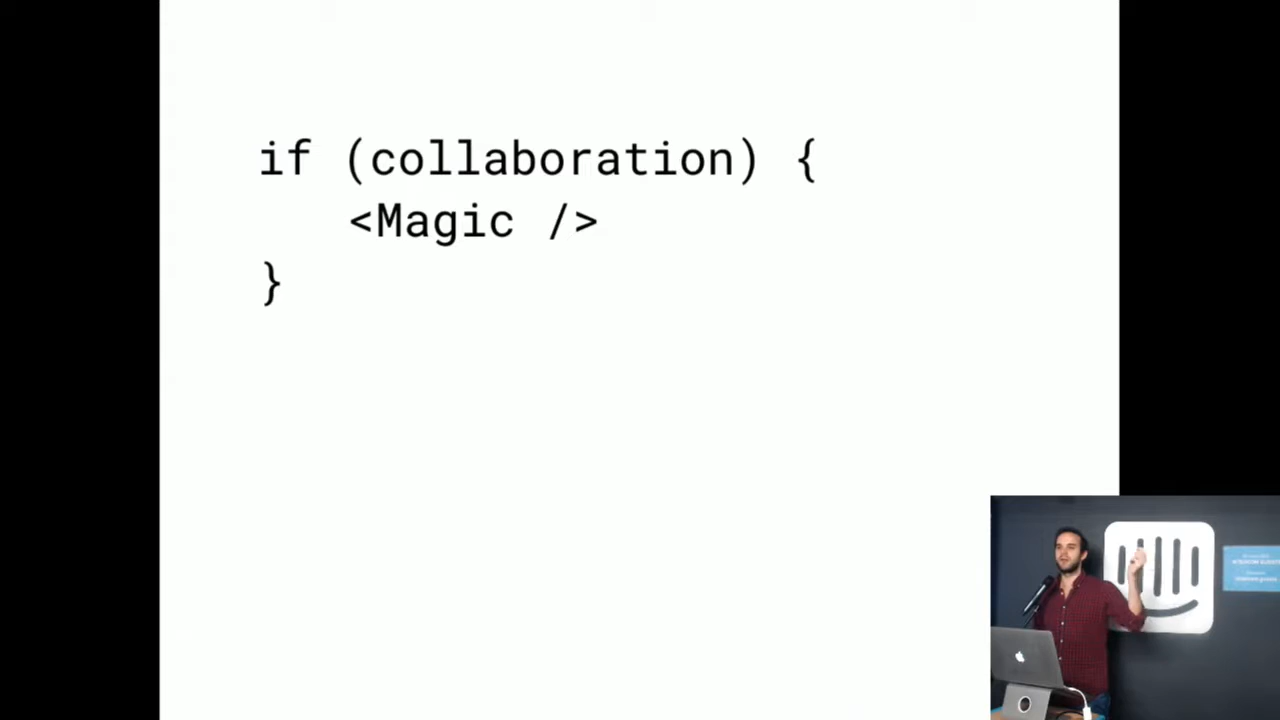 if (collaboration) {
<Magic />
}